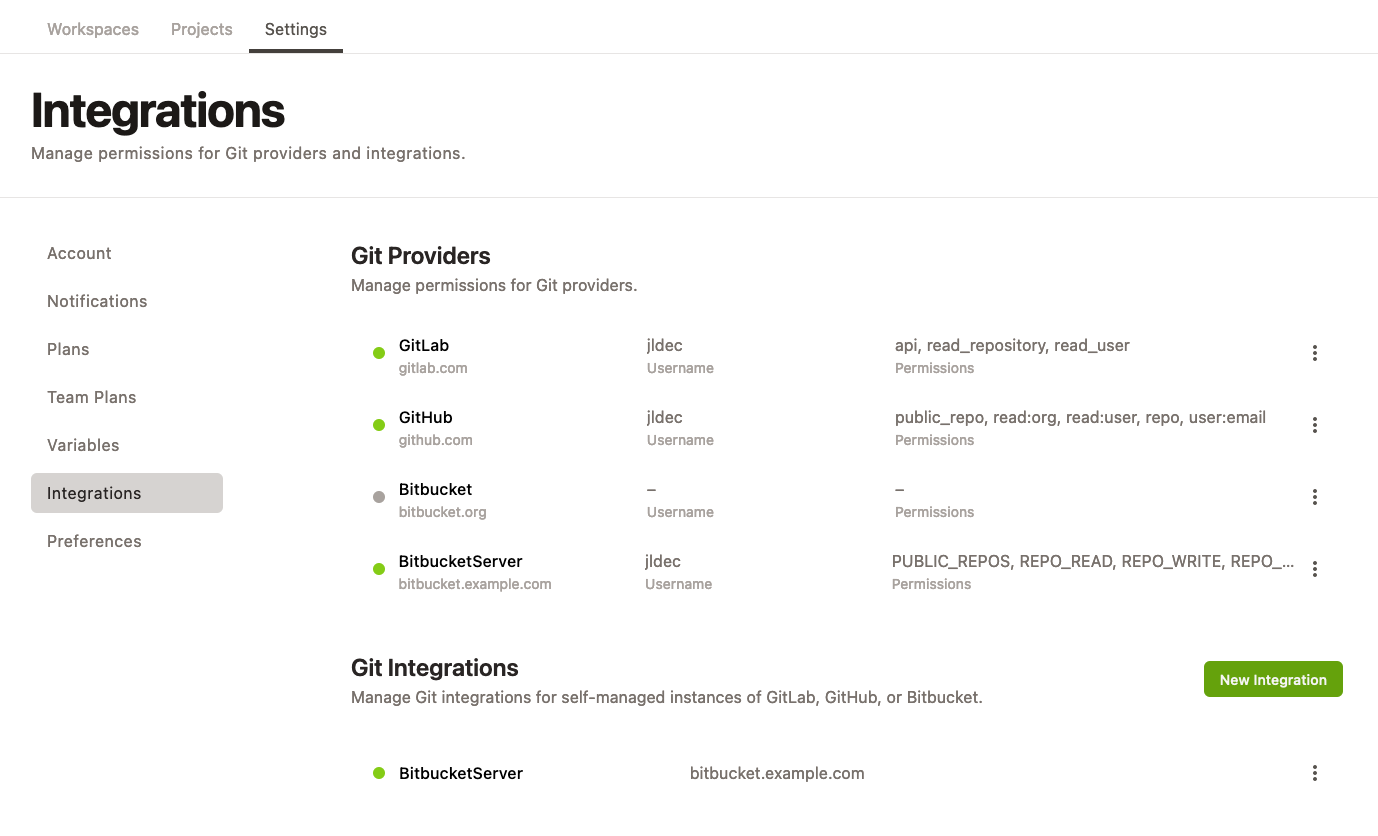 Workspaces Projects Settings
Integrations
Manage permissions for Git providers and integrations.
Account
Notifications
Plans
Team Plans
Variables
Integrations
Preferences
Git Providers
Manage permissions for Git providers.
GitLab jldec api, read_repository, read_user
gitlab.com Username Permissions
GitHub jldec public_repo, read:org, read:user, repo, user:email
github.com Username Permissions
Bitbucket – –
bitbucket.org Username Permissions
BitbucketServer jldec PUBLIC_REPOS, REPO_READ, REPO_WRITE, REPO_...
bitbucket.example.com Username Permissions
Git Integrations
Manage Git integrations for self-managed instances of GitLab, GitHub, or Bitbucket.
New Integration
BitbucketServer bitbucket.example.com